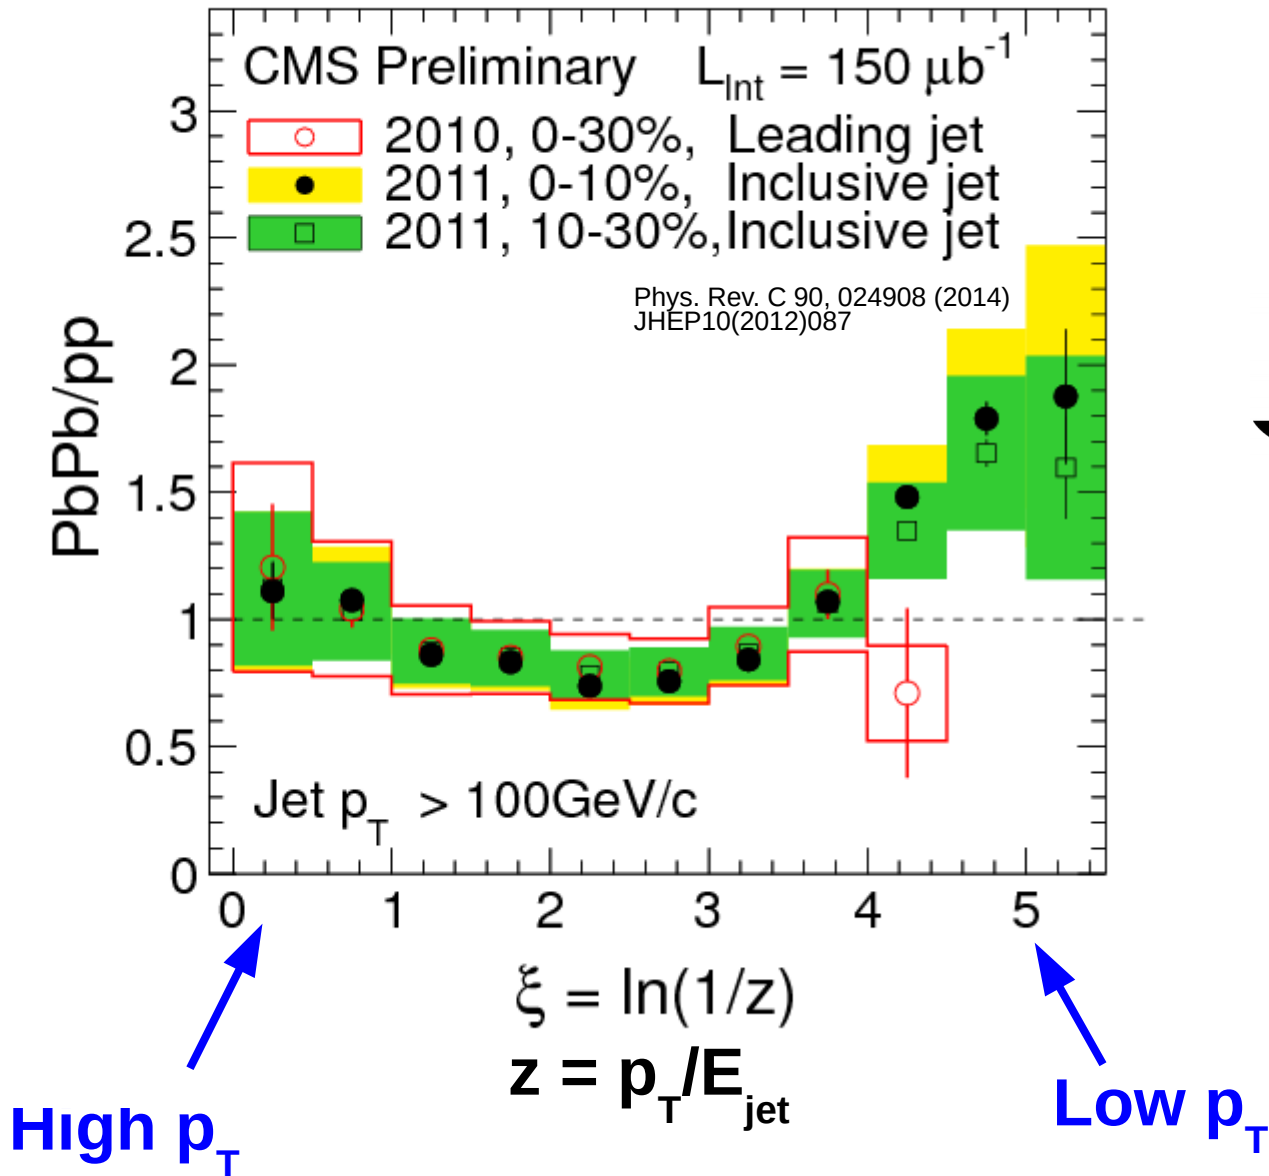 CMS Preliminary L_Int = 150 μb^-1
2010, 0-30%, Leading jet
2011, 0-10%, Inclusive jet
2011, 10-30%,Inclusive jet
Phys. Rev. C 90, 024908 (2014)
JHEP10(2012)087
PbPb/pp
3
2.5
2
1.5
1
0.5
0
Jet p_T > 100GeV/c
0 1 2 3 4 5
ξ = ln(1/z)
z = p_T/E_jet
High p_T
Low p_T